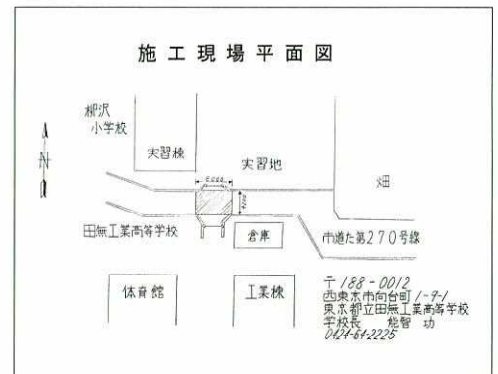 施工現場平面図
柳沢
小学校
実習棟
実習地
畑
N
田無工業高等学校
倉庫
市道た第270号線
体育館
工業棟
〒188-0012
西東京市向台町1-9-1
東京都立田無工業高等学校
学校長 能智 功
0424-64-2225